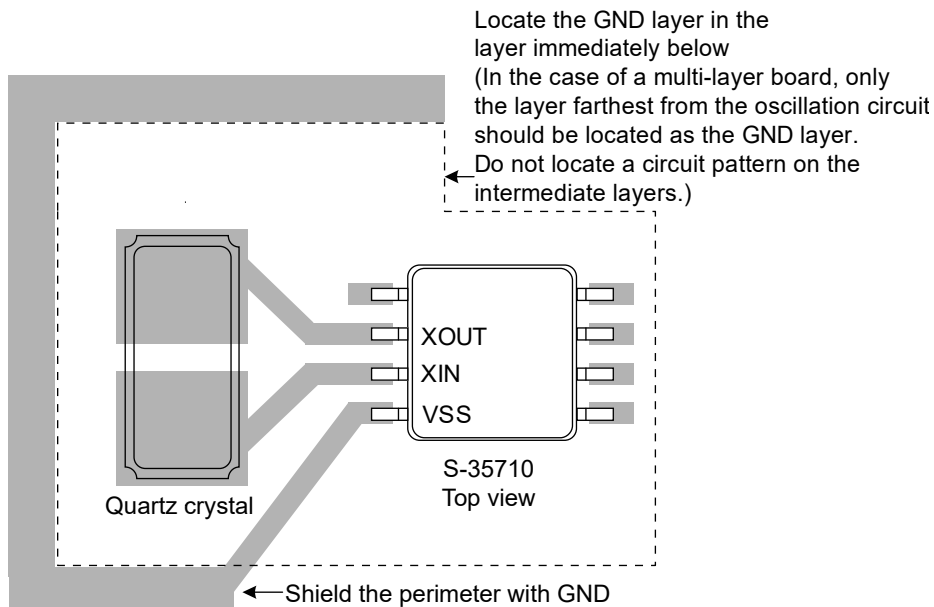 Locate the GND layer in the
layer immediately below
(In the case of a multi-layer board, only
the layer farthest from the oscillation circuit
should be located as the GND layer.
Do not locate a circuit pattern on the
intermediate layers.)
XOUT
XIN
VSS
S-35710
Top view
Quartz crystal
Shield the perimeter with GND